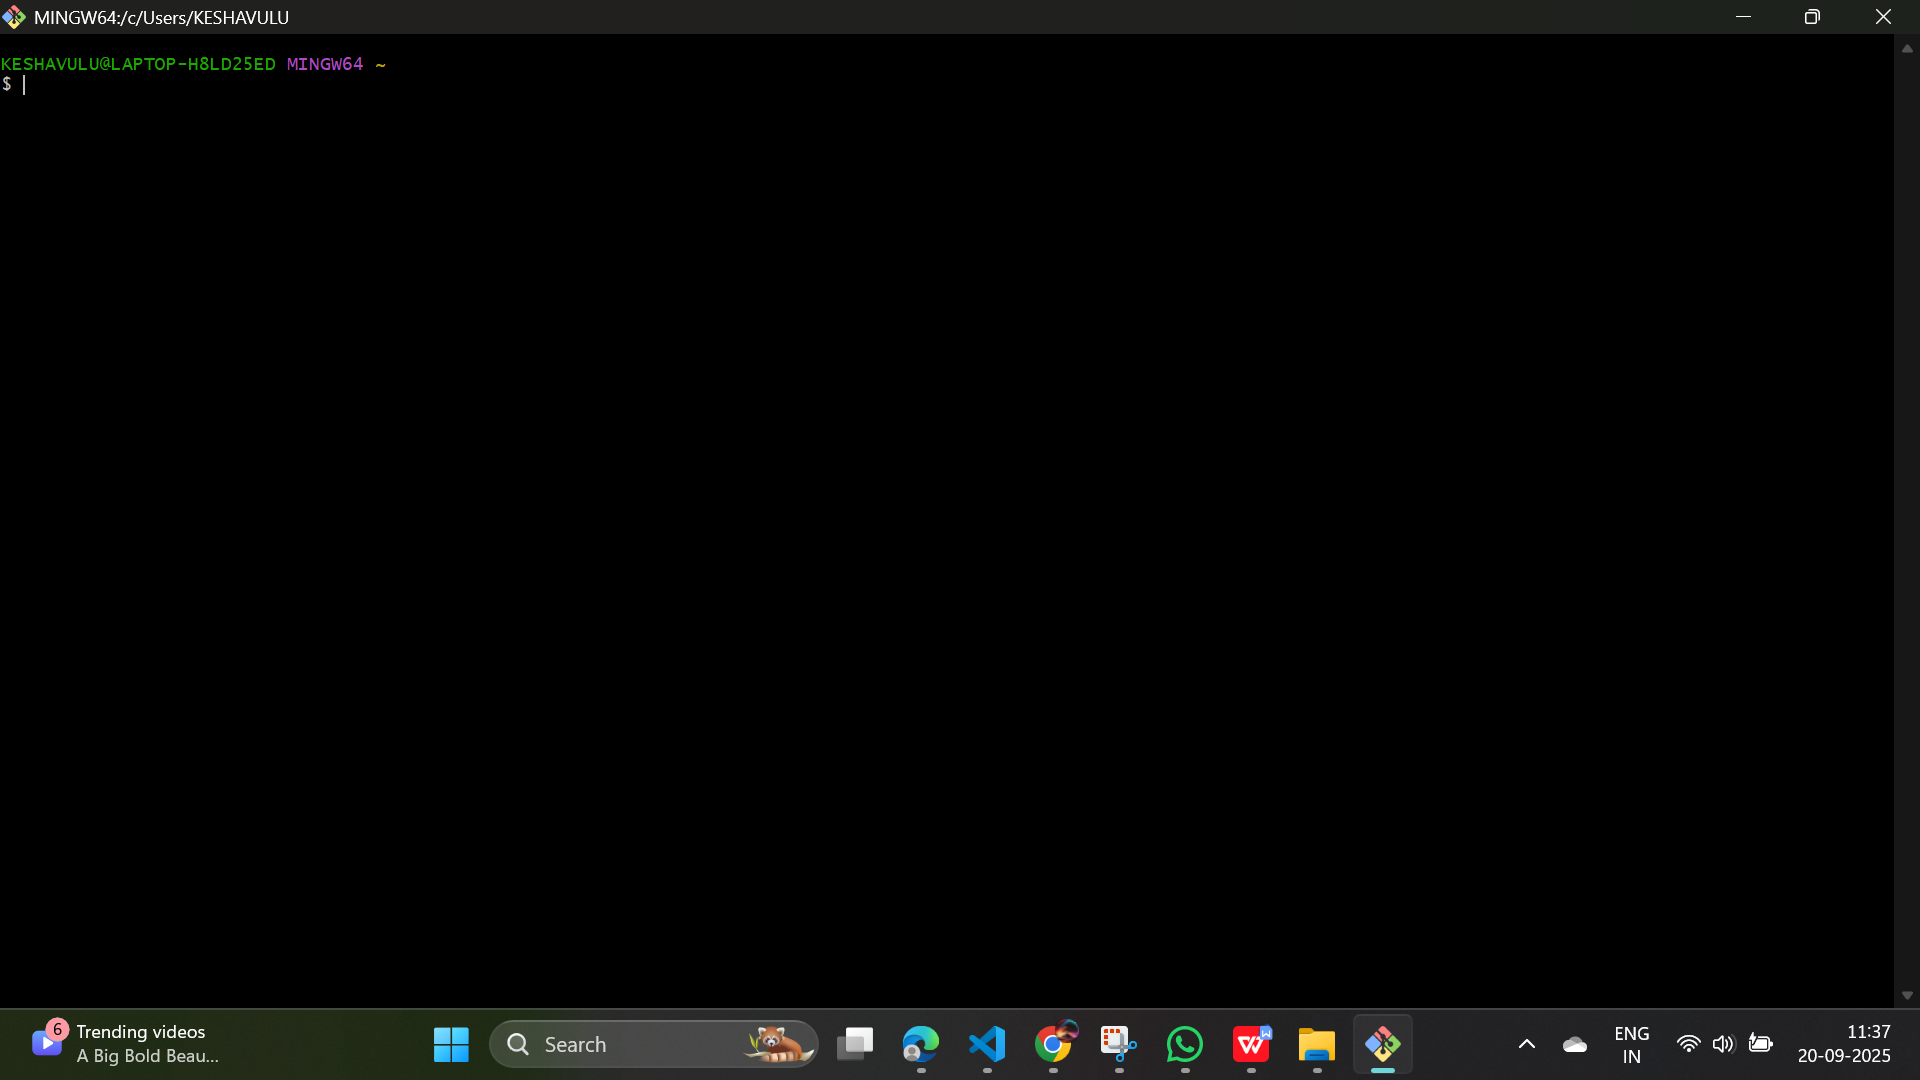 MINGW64:/c/Users/KESHAVULU
KESHAVULU@LAPTOP-H8LD25ED MINGW64 ~
$
6
Trending videos
A Big Bold Beau...
Search
W
ENG
IN
11:37
20-09-2025